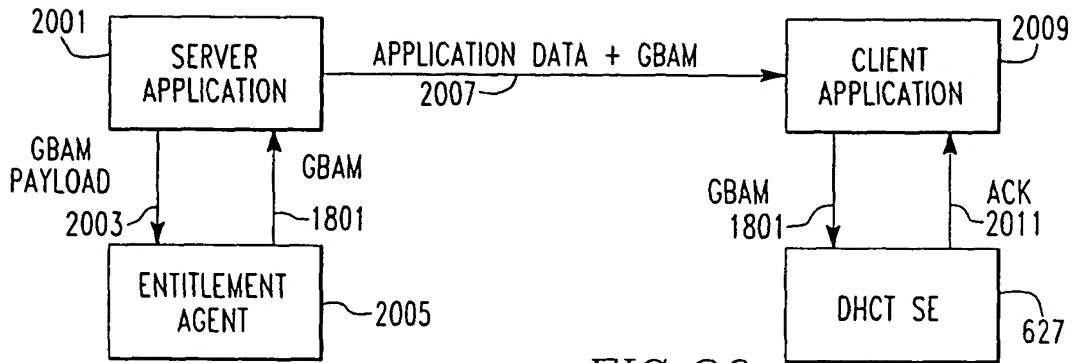 2001
SERVER
APPLICATION
APPLICATION DATA + GBAM
2007
CLIENT
APPLICATION
2009
GBAM
PAYLOAD
2003
GBAM
1801
GBAM
1801
ACK
2011
ENTITLEMENT
AGENT
2005
DHCT SE
627